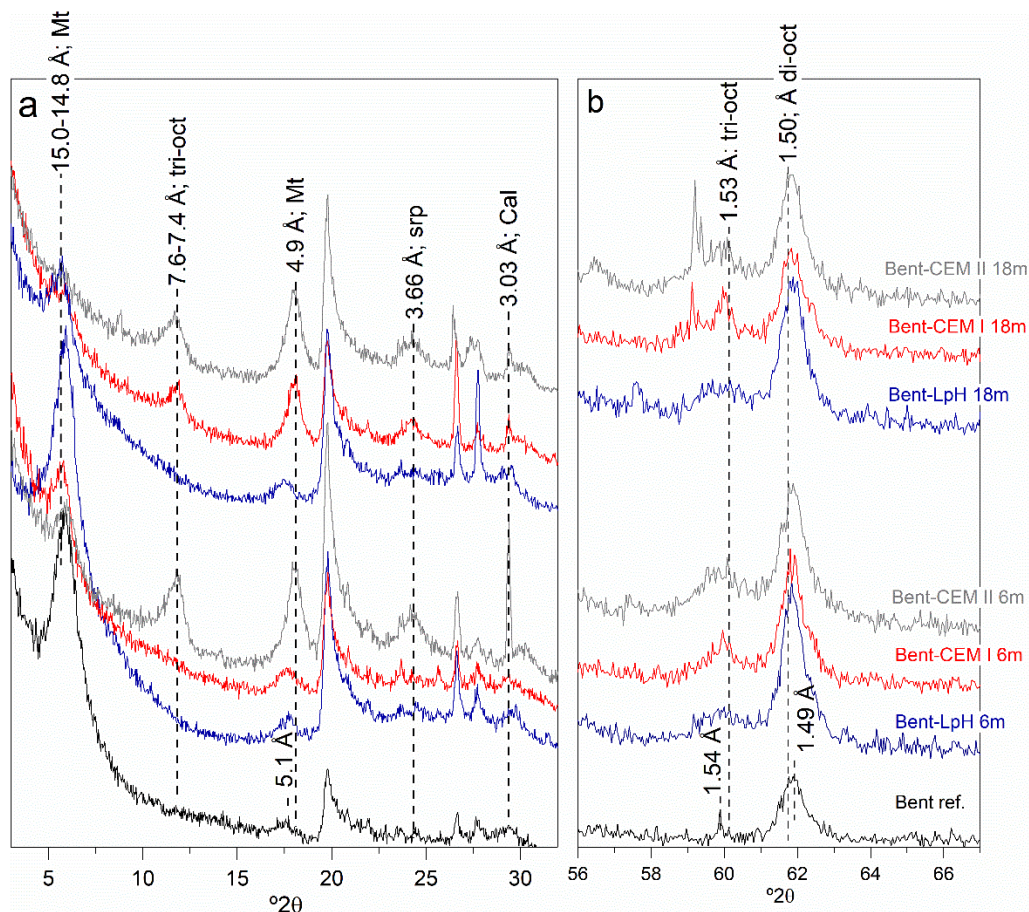 a
15.0-14.8 Å; Mt
7.6-7.4 Å; tri-oct
4.9 Å; Mt
3.66 Å; srp
3.03 Å; Cal
5.1 Å
5
10
15
20
25
30
º2θ
b
1.53 Å: tri-oct
1.50; Å di-oct
Bent-CEM II 18m
Bent-CEM I 18m
Bent-LpH 18m
Bent-CEM II 6m
Bent-CEM I 6m
Bent-LpH 6m
1.54 Å
1.49 Å
Bent ref.
56
58
60
62
64
66
º2θ